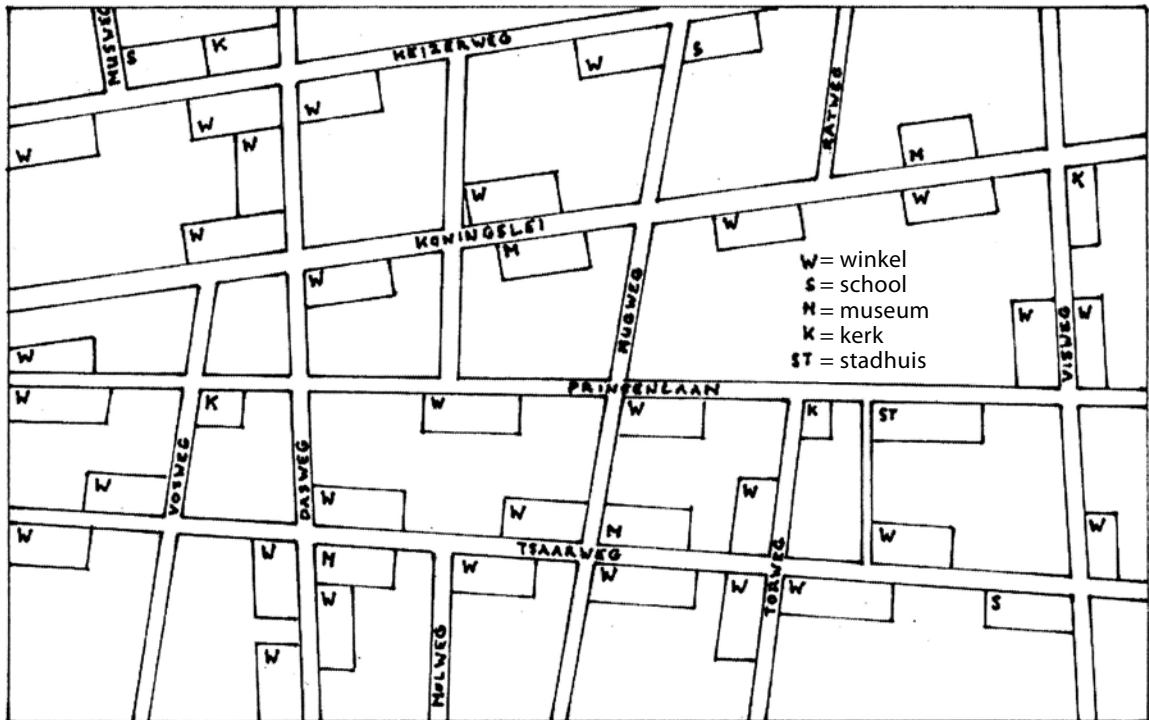 MUSWEG
S
K
KEIZERWEG
W
S
W
W
W
W
RATWEG
W
M
W
K
W
W
W
KONINGSLEI
M
W
W = winkel
S = school
M = museum
K = kerk
ST = stadhuis
MUGWEG
W
W
VISWEG
W
PRINSENLAAN
W
K
W
W
K
ST
VOSWEG
DASWEG
W
W
W
W
M
W
W
W
W
TSAARWEG
W
M
W
W
W
W
TORWEG
W
S
W
MOLWEG
W